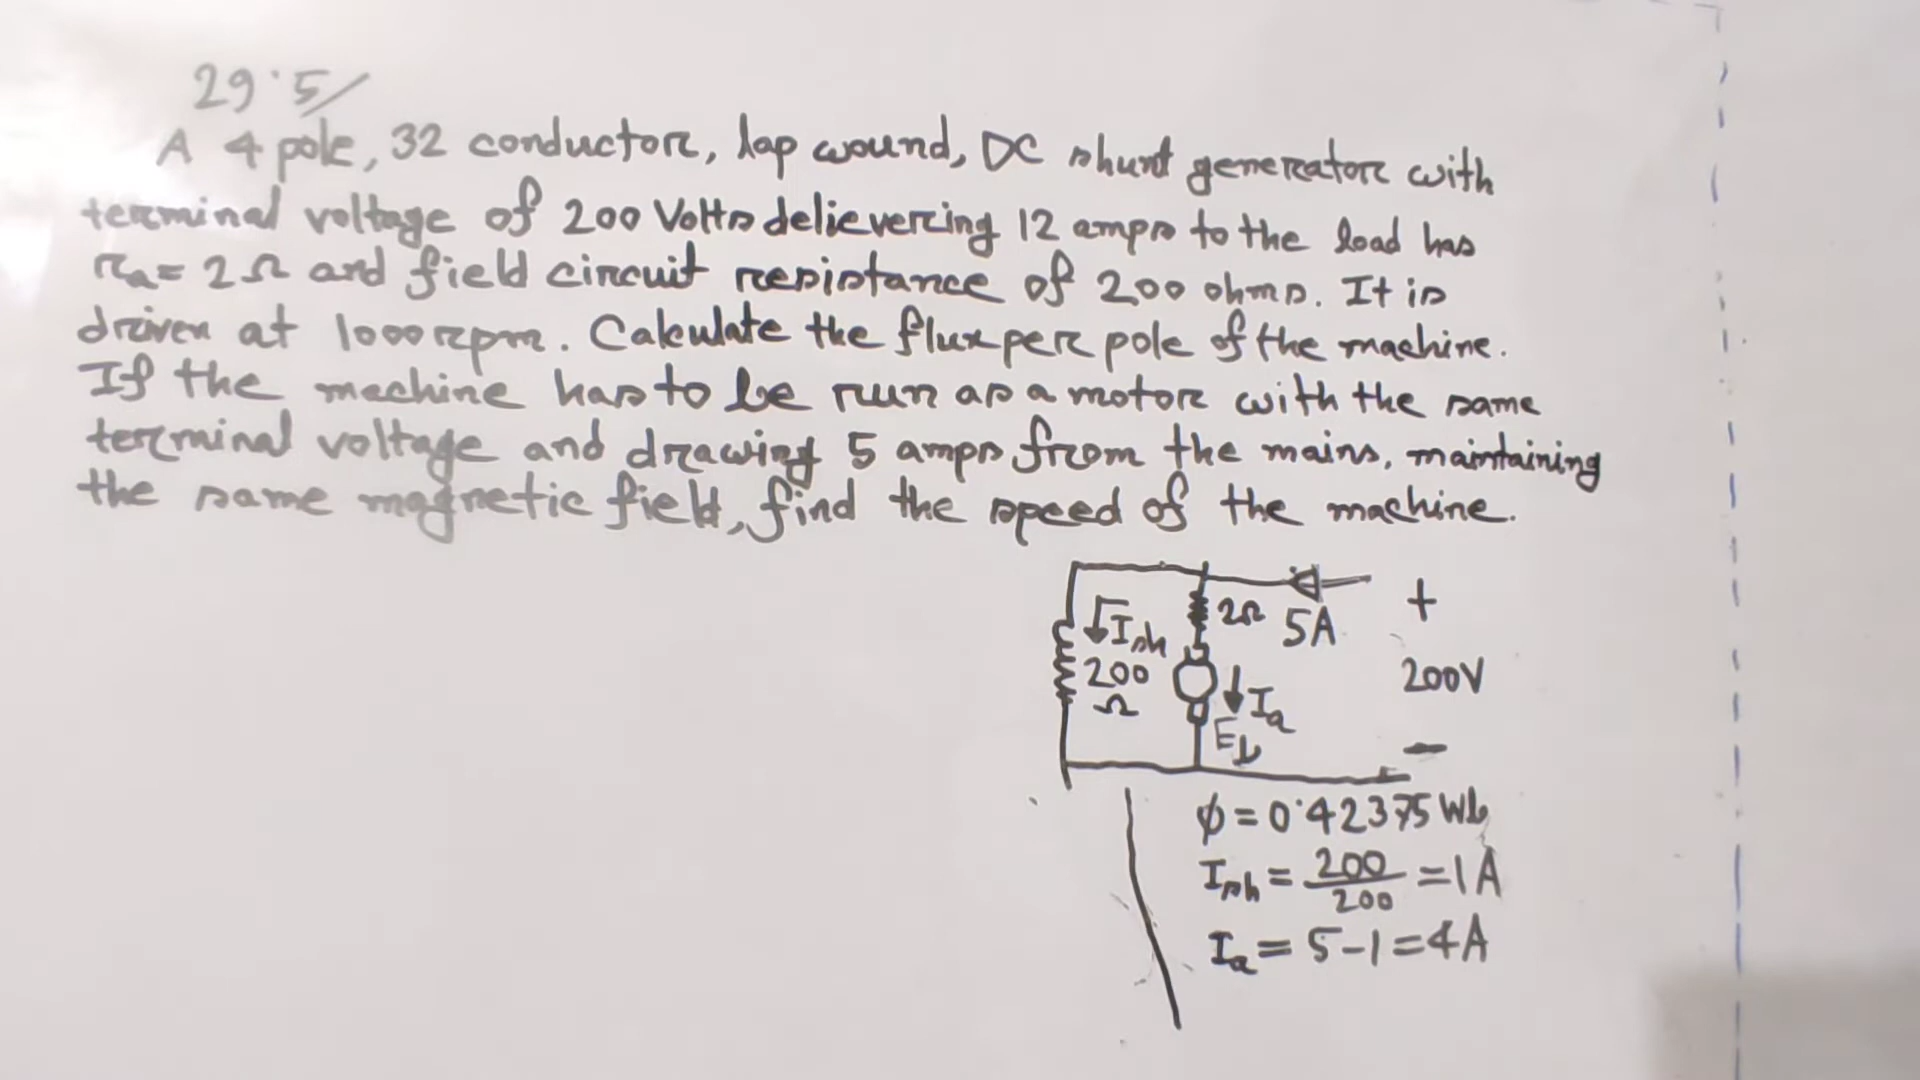 29.5/
A 4 pole, 32 conductor, lap wound, DC shunt generator with
terminal voltage of 200 Volts delievering 12 amps to the load has
ra = 2Ω and field circuit resistance of 200 ohms. It is
driven at 1000 rpm. Calculate the flux per pole of the machine.
If the machine has to be run as a motor with the same
terminal voltage and drawing 5 amps from the mains, maintaining
the same magnetic field, find the speed of the machine.
2Ω
5A
+
Ish
200
Ω
Ia
Eb
200V
-
ϕ = 0.42375 Wb
Ish = 200/200 = 1 A
Ia = 5-1 = 4A